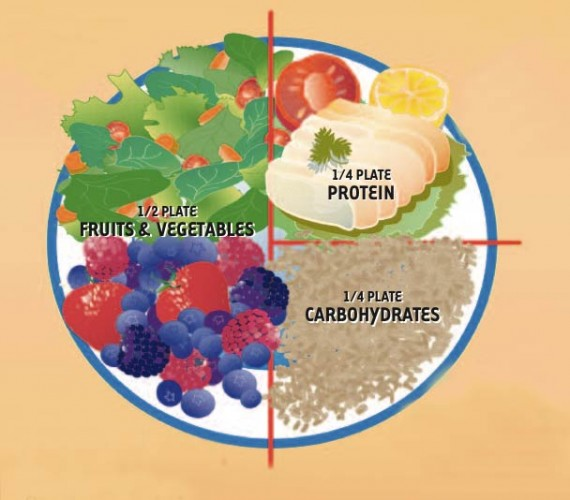 1/2 PLATE
FRUITS & VEGETABLES
1/4 PLATE
PROTEIN
1/4 PLATE
CARBOHYDRATES